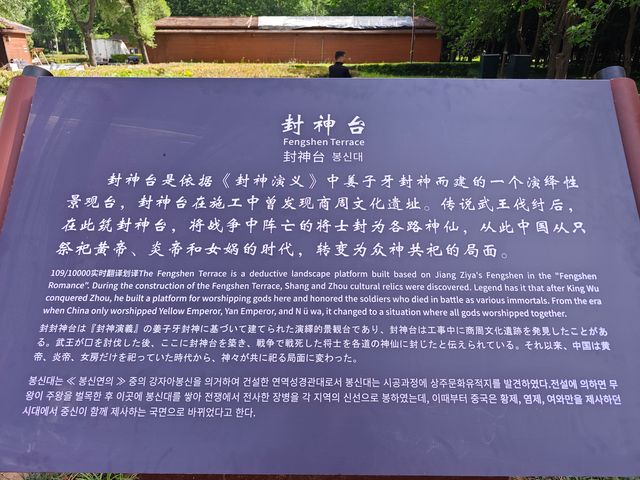 封神台
Fengshen Terrace
封神台 봉신대
封神台是依据《封神演义》中姜子牙封神而建的一个演绎性
景观台，封神台在施工中曾发现商周文化遗址。传说武王伐纣后，
在此筑封神台，将战争中阵亡的将士封为各路神仙，从此中国从只
祭祀黄帝、炎帝和女娲的时代，转变为众神共祀的局面。
109/10000实时翻译划译The Fengshen Terrace is a deductive landscape platform built based on Jiang Ziya's Fengshen in the "Fengshen
Romance". During the construction of the Fengshen Terrace, Shang and Zhou cultural relics were discovered. Legend has it that after King Wu
conquered Zhou, he built a platform for worshipping gods here and honored the soldiers who died in battle as various immortals. From the era
when China only worshipped Yellow Emperor, Yan Emperor, and N ü wa, it changed to a situation where all gods worshipped together.
封封神台は『封神演義』の姜子牙封神に基づいて建てられた演繹的景観台であり、封神台は工事中に商周文化遺跡を発見したことがあ
る。武王が口を討伐した後、ここに封神台を築き、戦争で戦死した将士を各道の神仙に封じたと伝えられている。それ以来、中国は黄
帝、炎帝、女房だけを祀っていた時代から、神々が共に祀る局面に変わった。
봉신대는 ≪ 봉신연의 ≫ 중의 강자아봉신을 의거하여 건설한 연역성경관대로서 봉신대는 시공과정에 상주문화유적지를 발견하였다.전설에 의하면 무
왕이 주왕을 벌목한 후 이곳에 봉신대를 쌓아 전쟁에서 전사한 장병을 각 지역의 신선으로 봉하였는데, 이때부터 중국은 황제, 염제, 여와만을 제사하던
시대에서 중신이 함께 제사하는 국면으로 바뀌었다고 한다.